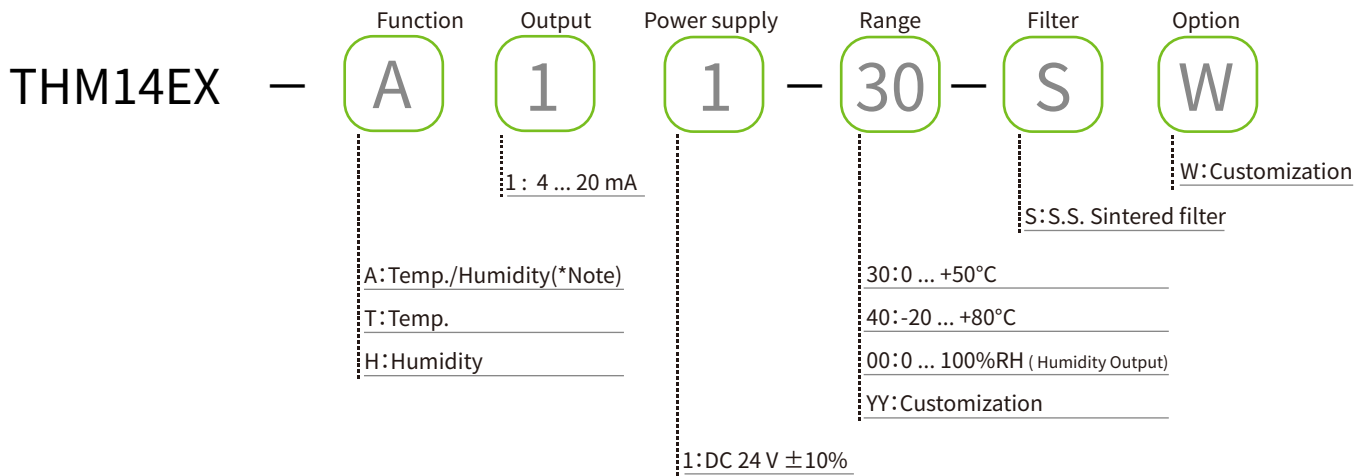 Function Output Power supply Range Filter Option
THM14EX — A 1 1 — 30 — S W
W:Customization
1 : 4 ... 20 mA
S:S.S. Sintered filter
A:Temp./Humidity(*Note)
30:0 ... +50°C
T:Temp.
40:-20 ... +80°C
H:Humidity
00:0 ... 100%RH ( Humidity Output)
YY:Customization
1:DC 24 V ±10%